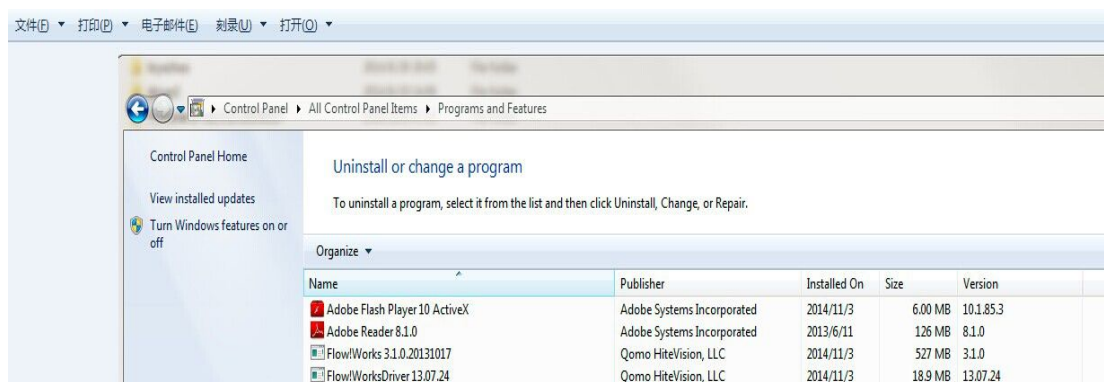 文件(F) 打印(P) 电子邮件(E) 刻录(U) 打开(O)
Control Panel All Control Panel Items Programs and Features
Control Panel Home
View installed updates
Turn Windows features on or
off
Uninstall or change a program
To uninstall a program, select it from the list and then click Uninstall, Change, or Repair.
Organize
Name Publisher Installed On Size Version
Adobe Flash Player 10 ActiveX Adobe Systems Incorporated 2014/11/3 6.00 MB 10.1.85.3
Adobe Reader 8.1.0 Adobe Systems Incorporated 2013/6/11 126 MB 8.1.0
Flow!Works 3.1.0.20131017 Qomo HiteVision, LLC 2014/11/3 527 MB 3.1.0
Flow!WorksDriver 13.07.24 Qomo HiteVision, LLC 2014/11/3 18.9 MB 13.07.24